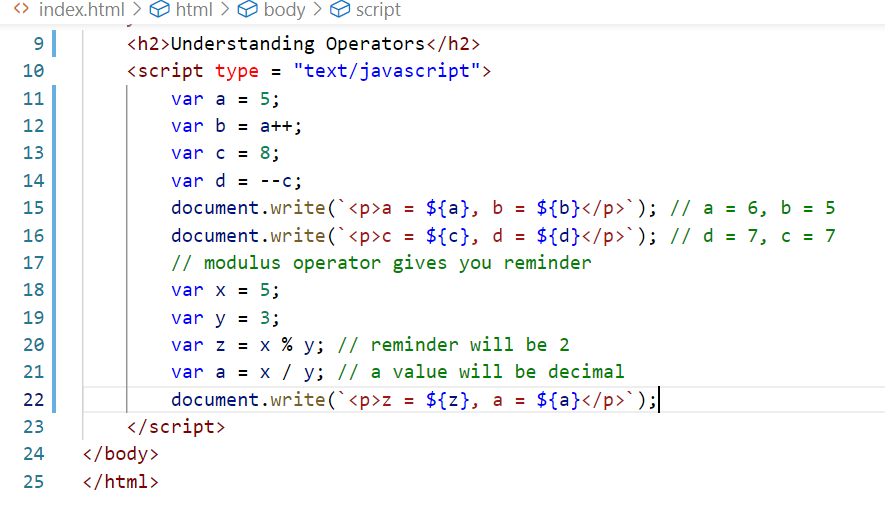 <> index.html > html > body > script
9 <h2>Understanding Operators</h2>
10 <script type = "text/javascript">
11 var a = 5;
12 var b = a++;
13 var c = 8;
14 var d = --c;
15 document.write(`<p>a = ${a}, b = ${b}</p>`); // a = 6, b = 5
16 document.write(`<p>c = ${c}, d = ${d}</p>`); // d = 7, c = 7
17 // modulus operator gives you reminder
18 var x = 5;
19 var y = 3;
20 var z = x % y; // reminder will be 2
21 var a = x / y; // a value will be decimal
22 document.write(`<p>z = ${z}, a = ${a}</p>`);
23 </script>
24 </body>
25 </html>